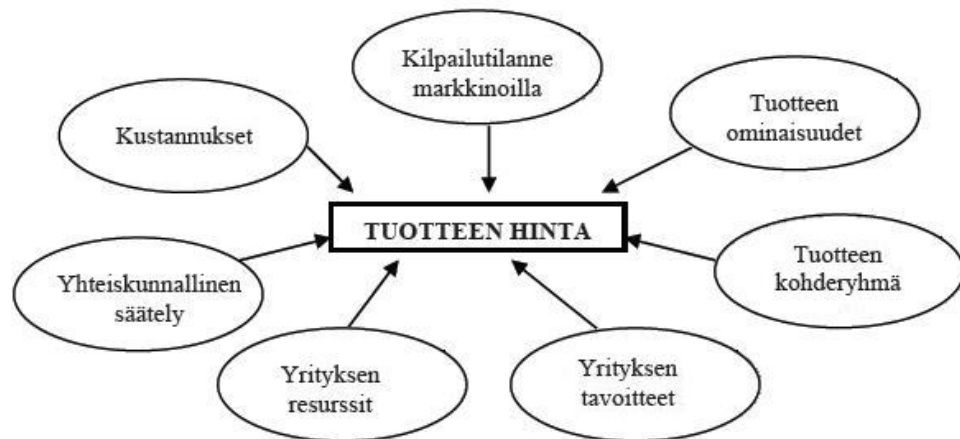 Kilpailutilanne
markkinoilla
Kustannukset
Tuotteen
ominaisuudet
TUOTTEEN HINTA
Yhteiskunnallinen
säätely
Tuotteen
kohderyhmä
Yrityksen
resurssit
Yrityksen
tavoitteet